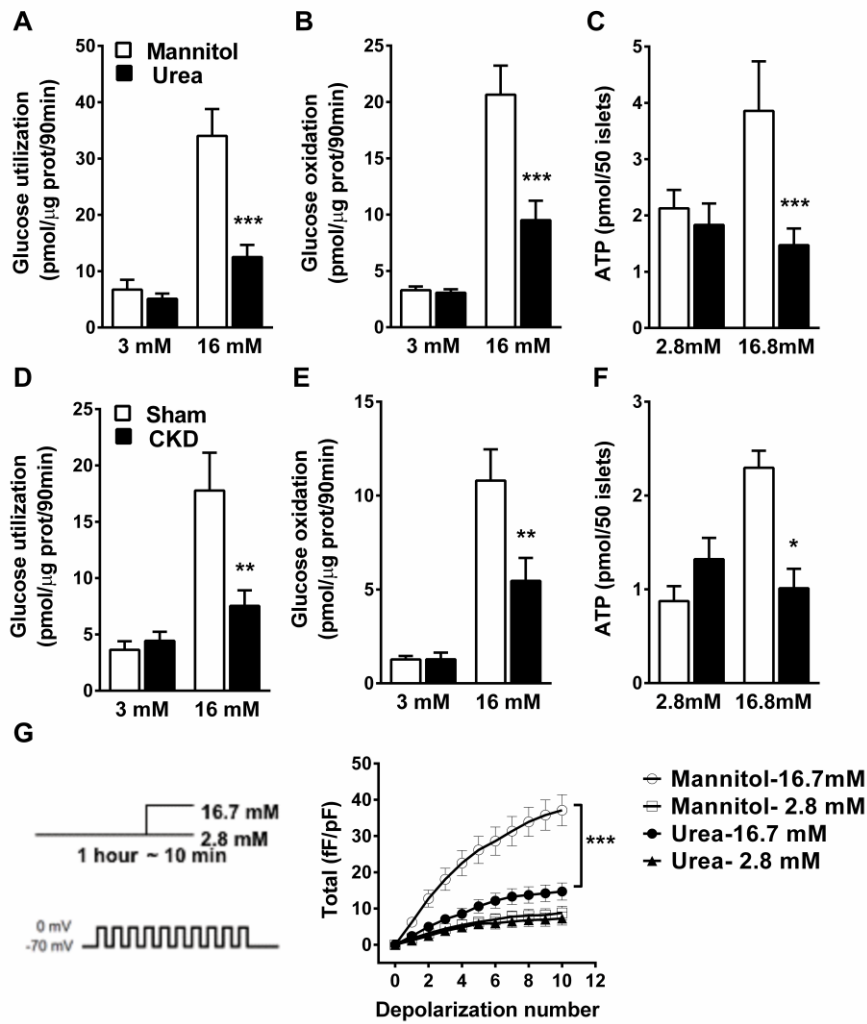 A
Mannitol
Urea
Glucose utilization
(pmol/μg prot/90min)
50
40
30
20
10
0
3 mM 16 mM
***
B
Glucose oxidation
(pmol/μg prot/90min)
25
20
15
10
5
0
3 mM 16 mM
***
C
ATP (pmol/50 islets)
5
4
3
2
1
0
2.8mM 16.8mM
***
D
Sham
CKD
Glucose utilization
(pmol/μg prot/90min)
25
20
15
10
5
0
3 mM 16 mM
**
E
Glucose oxidation
(pmol/μg prot/90min)
15
10
5
0
3 mM 16 mM
**
F
ATP (pmol/50 islets)
3
2
1
0
2.8mM 16.8mM
*
G
16.7 mM
2.8 mM
1 hour ~ 10 min
0 mV
-70 mV
Total (fF/pF)
50
40
30
20
10
0
0 2 4 6 8 10 12
Depolarization number
***
Mannitol-16.7mM
Mannitol- 2.8 mM
Urea-16.7 mM
Urea- 2.8 mM